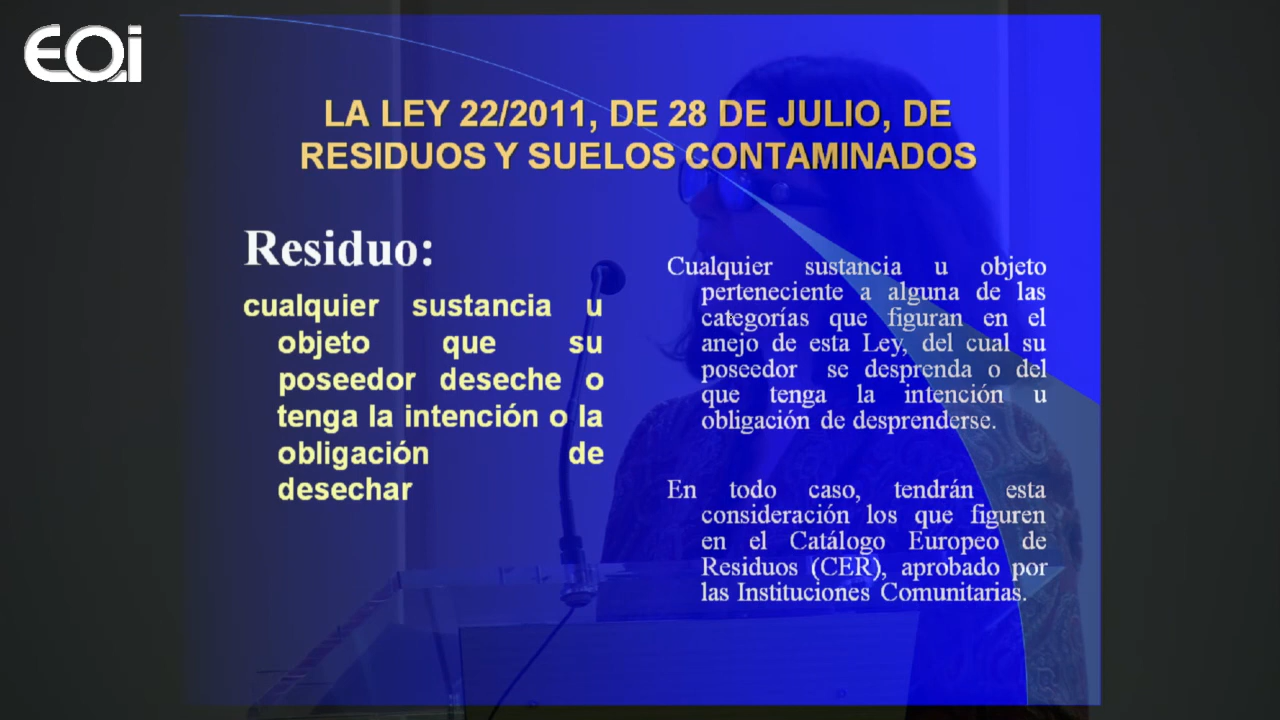 EOi
LA LEY 22/2011, DE 28 DE JULIO, DE
RESIDUOS Y SUELOS CONTAMINADOS
Residuo:
cualquier sustancia u
objeto que su
poseedor deseche o
tenga la intención o la
obligación de
desechar
Cualquier sustancia u objeto
perteneciente a alguna de las
categorías que figuran en el
anejo de esta Ley, del cual su
poseedor se desprenda o del
que tenga la intención u
obligación de desprenderse.
En todo caso, tendrán esta
consideración los que figuren
en el Catálogo Europeo de
Residuos (CER), aprobado por
las Instituciones Comunitarias.